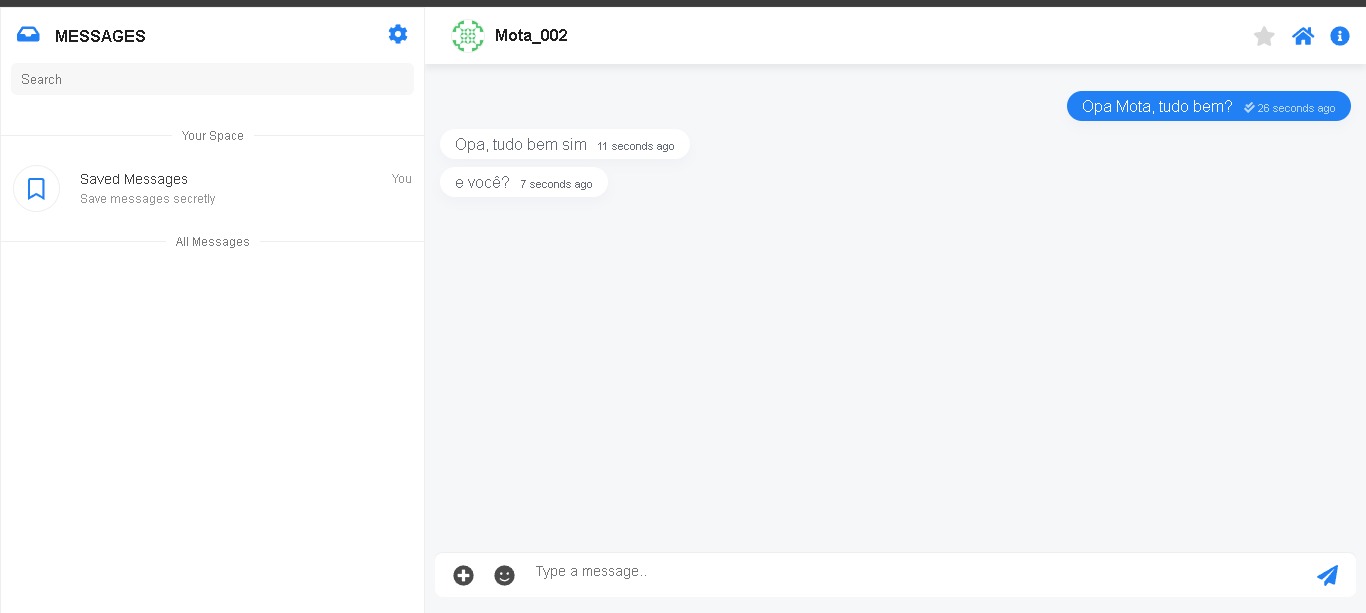 MESSAGES
Search
Your Space
Saved Messages You
Save messages secretly
All Messages
Mota_002
Opa Mota, tudo bem? 26 seconds ago
Opa, tudo bem sim 11 seconds ago
e você? 7 seconds ago
Type a message..